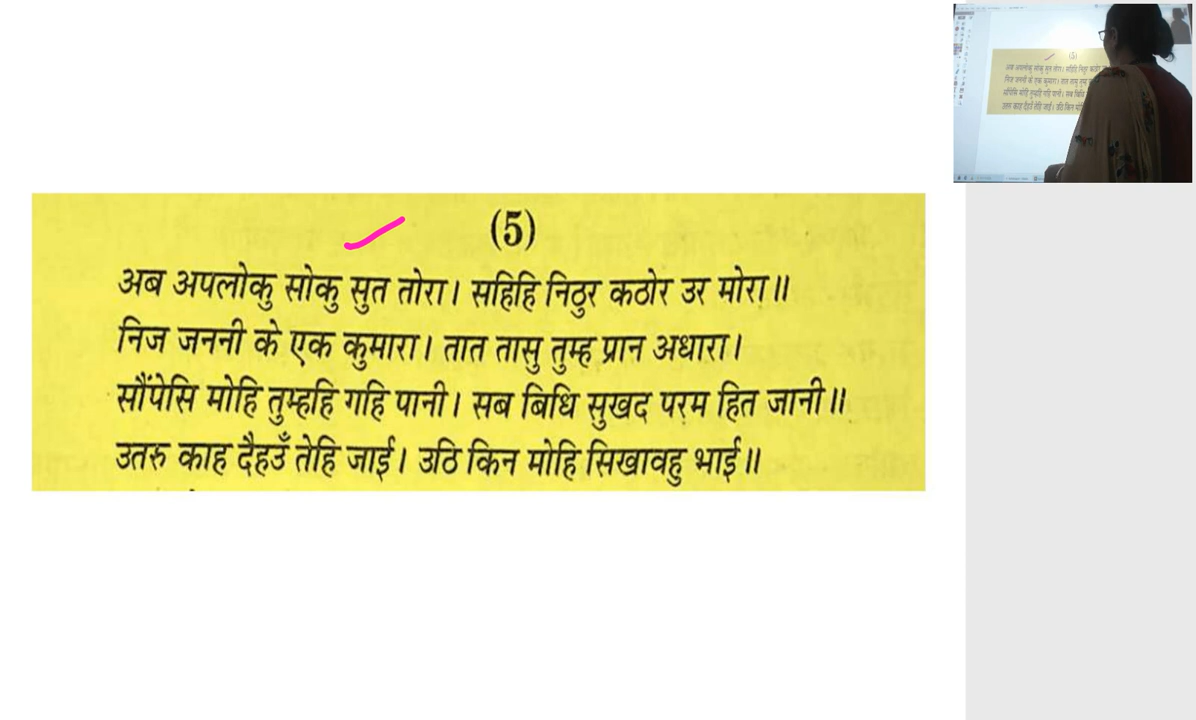 (5)
अब अपलोकु सोकु सुत तोरा। सहिहि निठुर कठोर उर मोरा॥
निज जननी के एक कुमारा। तात तासु तुम्ह प्रान अधारा।
सौंपेसि मोहि तुम्हहि गहि पानी। सब बिधि सुखद परम हित जानी॥
उतरु काह दैहउँ तेहि जाई। उठि किन मोहि सिखावहु भाई॥